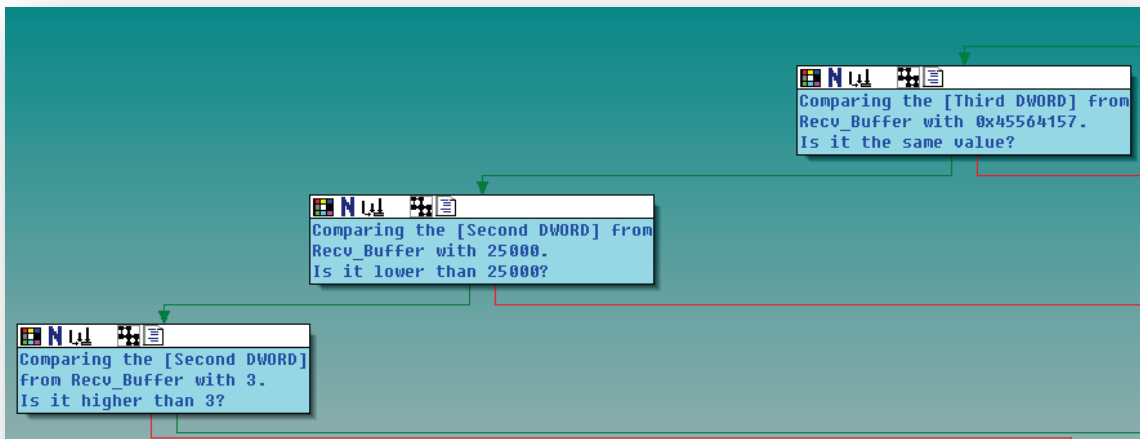 Comparing the [Third DWORD] from
Recv_Buffer with 0x45564157.
Is it the same value?
Comparing the [Second DWORD] from
Recv_Buffer with 25000.
Is it lower than 25000?
Comparing the [Second DWORD]
from Recv_Buffer with 3.
Is it higher than 3?